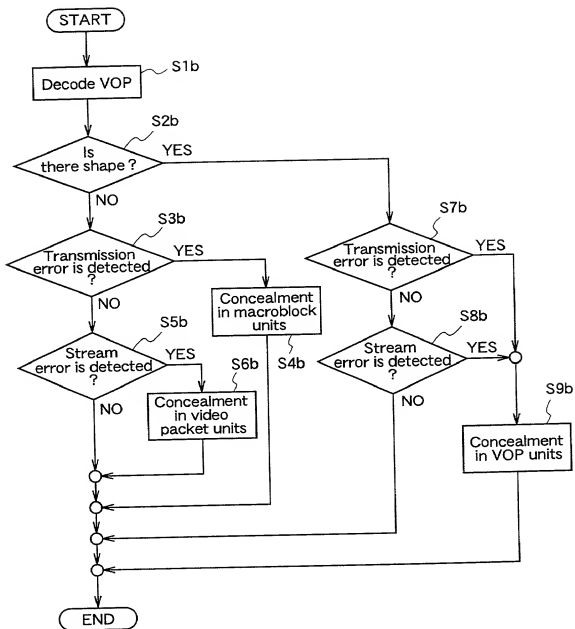 START
Decode VOP
S1b
S2b
Is
there shape?
YES
NO
S3b
Transmission
error is detected
?
YES
NO
S7b
Transmission
error is detected
?
YES
NO
Concealment
in macroblock
units
S4b
S5b
Stream
error is detected
?
YES
NO
S8b
Stream
error is detected
?
YES
NO
S6b
Concealment
in video
packet units
S9b
Concealment
in VOP units
END